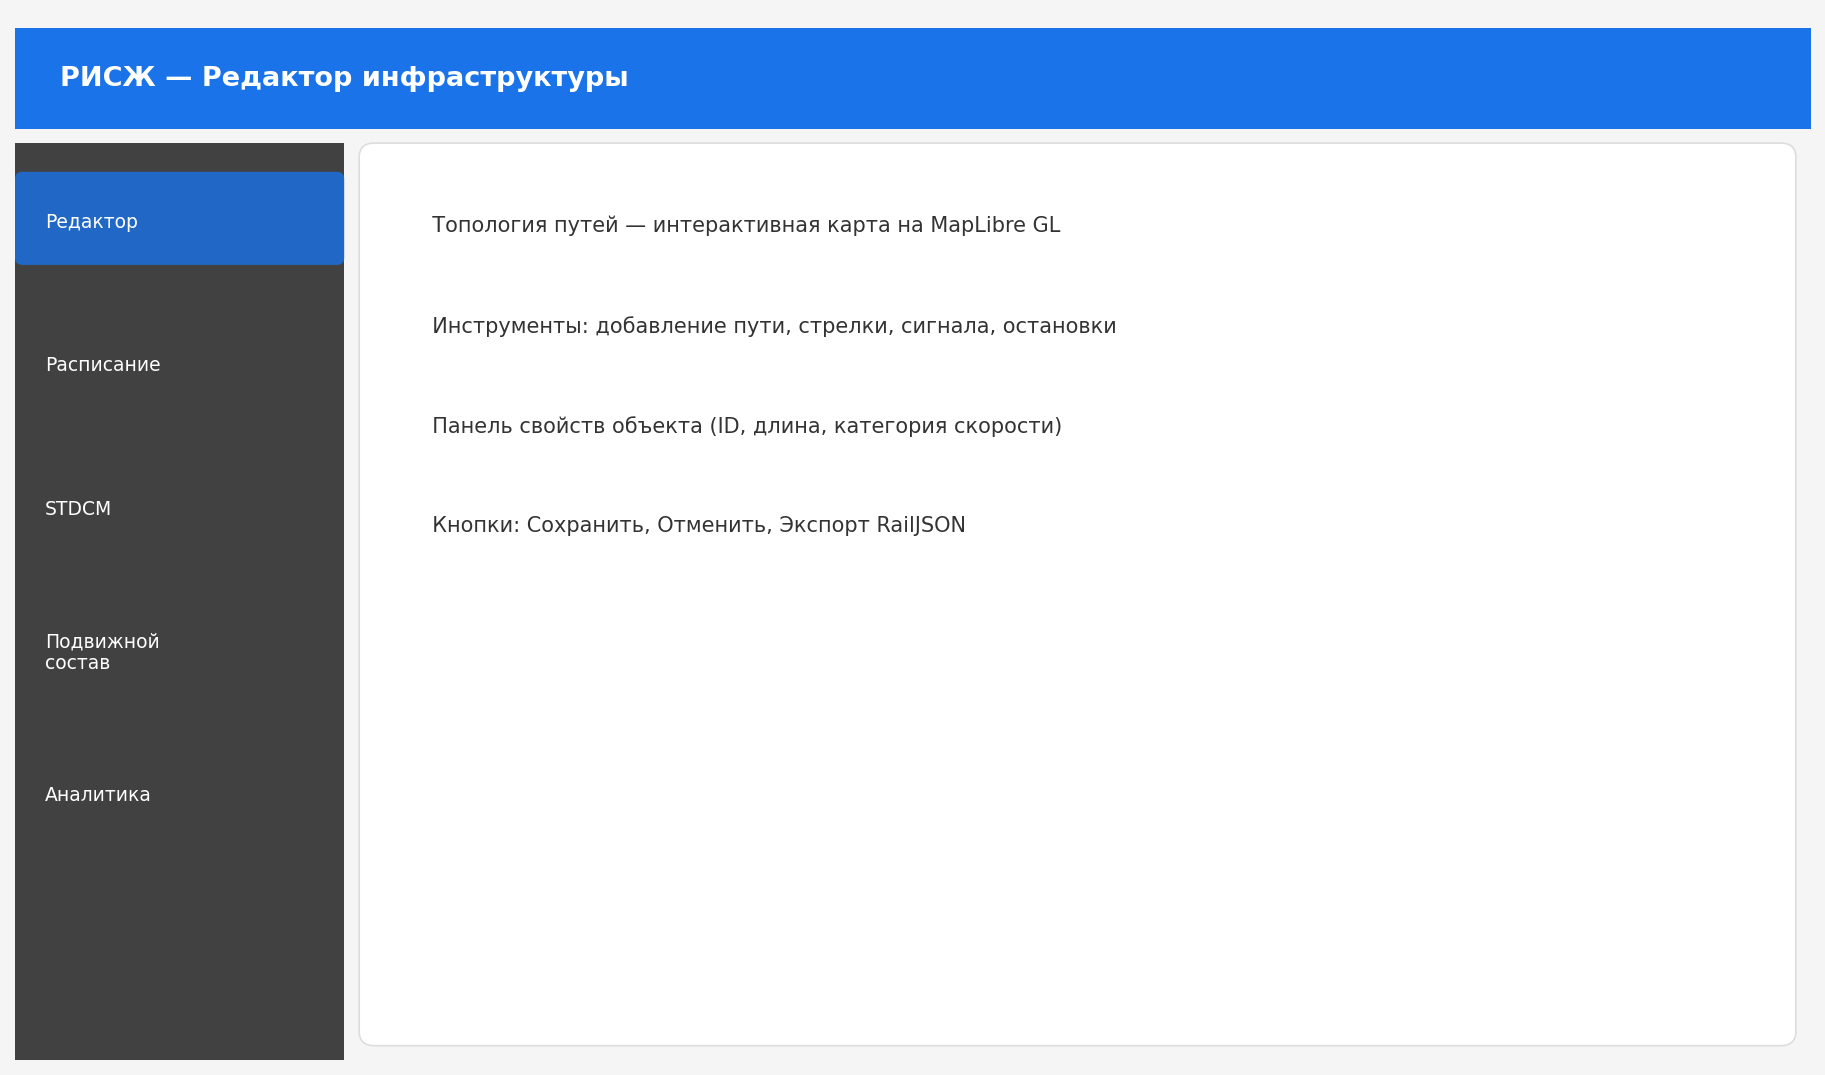 РИСЖ — Редактор инфраструктуры
Редактор
Расписание
STDCM
Подвижной
состав
Аналитика
Топология путей — интерактивная карта на MapLibre GL
Инструменты: добавление пути, стрелки, сигнала, остановки
Панель свойств объекта (ID, длина, категория скорости)
Кнопки: Сохранить, Отменить, Экспорт RailJSON